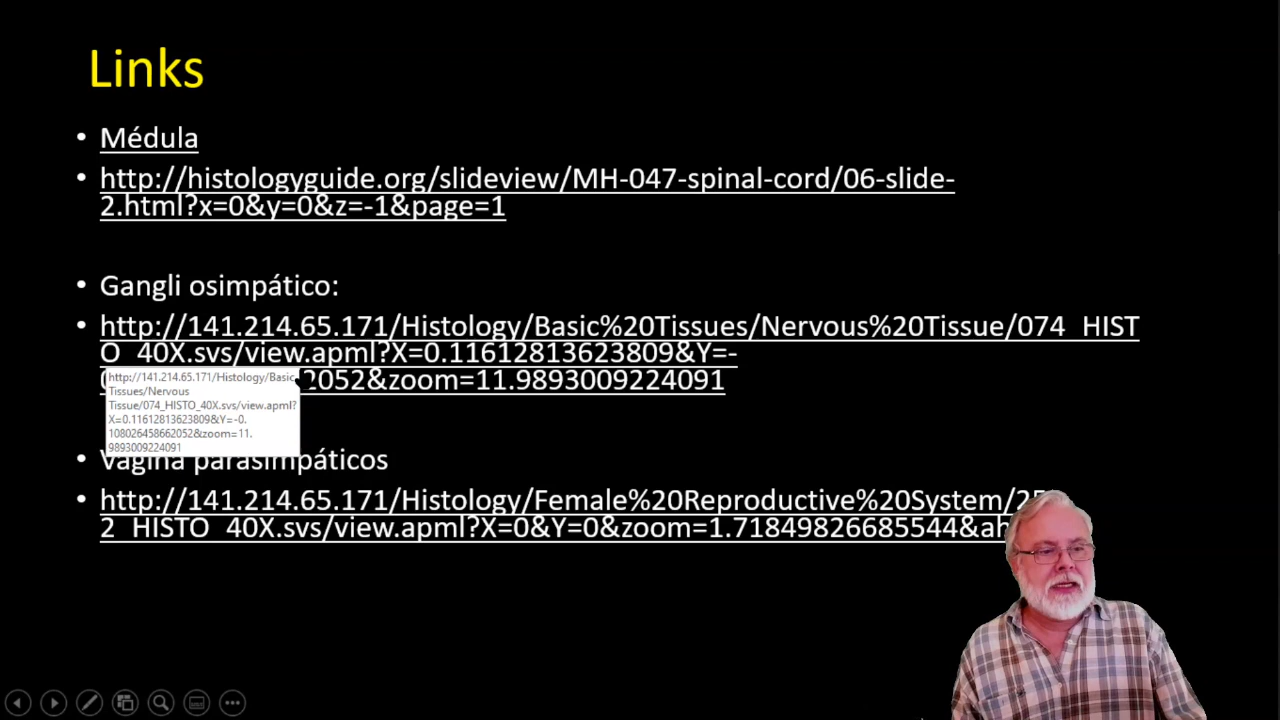 Links
• Médula
• http://histologyguide.org/slideview/MH-047-spinal-cord/06-slide-
2.html?x=0&y=0&z=-1&page=1
• Gangli osimpático:
• http://141.214.65.171/Histology/Basic%20Tissues/Nervous%20Tissue/074_HIST
O_40X.svs/view.apml?X=0.11612813623809&Y=-
2052&zoom=11.9893009224091
http://141.214.65.171/Histology/Basic
Tissues/Nervous
Tissue/074_HISTO_40X.svs/view.apml?
X=0.11612813623809&Y=-0.
108026458662052&zoom=11.
9893009224091
• Vagina parasimpáticos
• http://141.214.65.171/Histology/Female%20Reproductive%20System/25
2_HISTO_40X.svs/view.apml?X=0&Y=0&zoom=1.71849826685544&ah